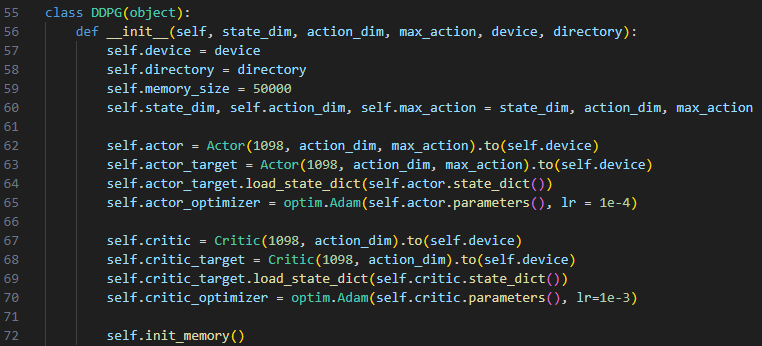 55 class DDPG(object):
56     def __init__(self, state_dim, action_dim, max_action, device, directory):
57         self.device = device
58         self.directory = directory
59         self.memory_size = 50000
60         self.state_dim, self.action_dim, self.max_action = state_dim, action_dim, max_action
61
62         self.actor = Actor(1098, action_dim, max_action).to(self.device)
63         self.actor_target = Actor(1098, action_dim, max_action).to(self.device)
64         self.actor_target.load_state_dict(self.actor.state_dict())
65         self.actor_optimizer = optim.Adam(self.actor.parameters(), lr = 1e-4)
66
67         self.critic = Critic(1098, action_dim).to(self.device)
68         self.critic_target = Critic(1098, action_dim).to(self.device)
69         self.critic_target.load_state_dict(self.critic.state_dict())
70         self.critic_optimizer = optim.Adam(self.critic.parameters(), lr=1e-3)
71
72         self.init_memory()